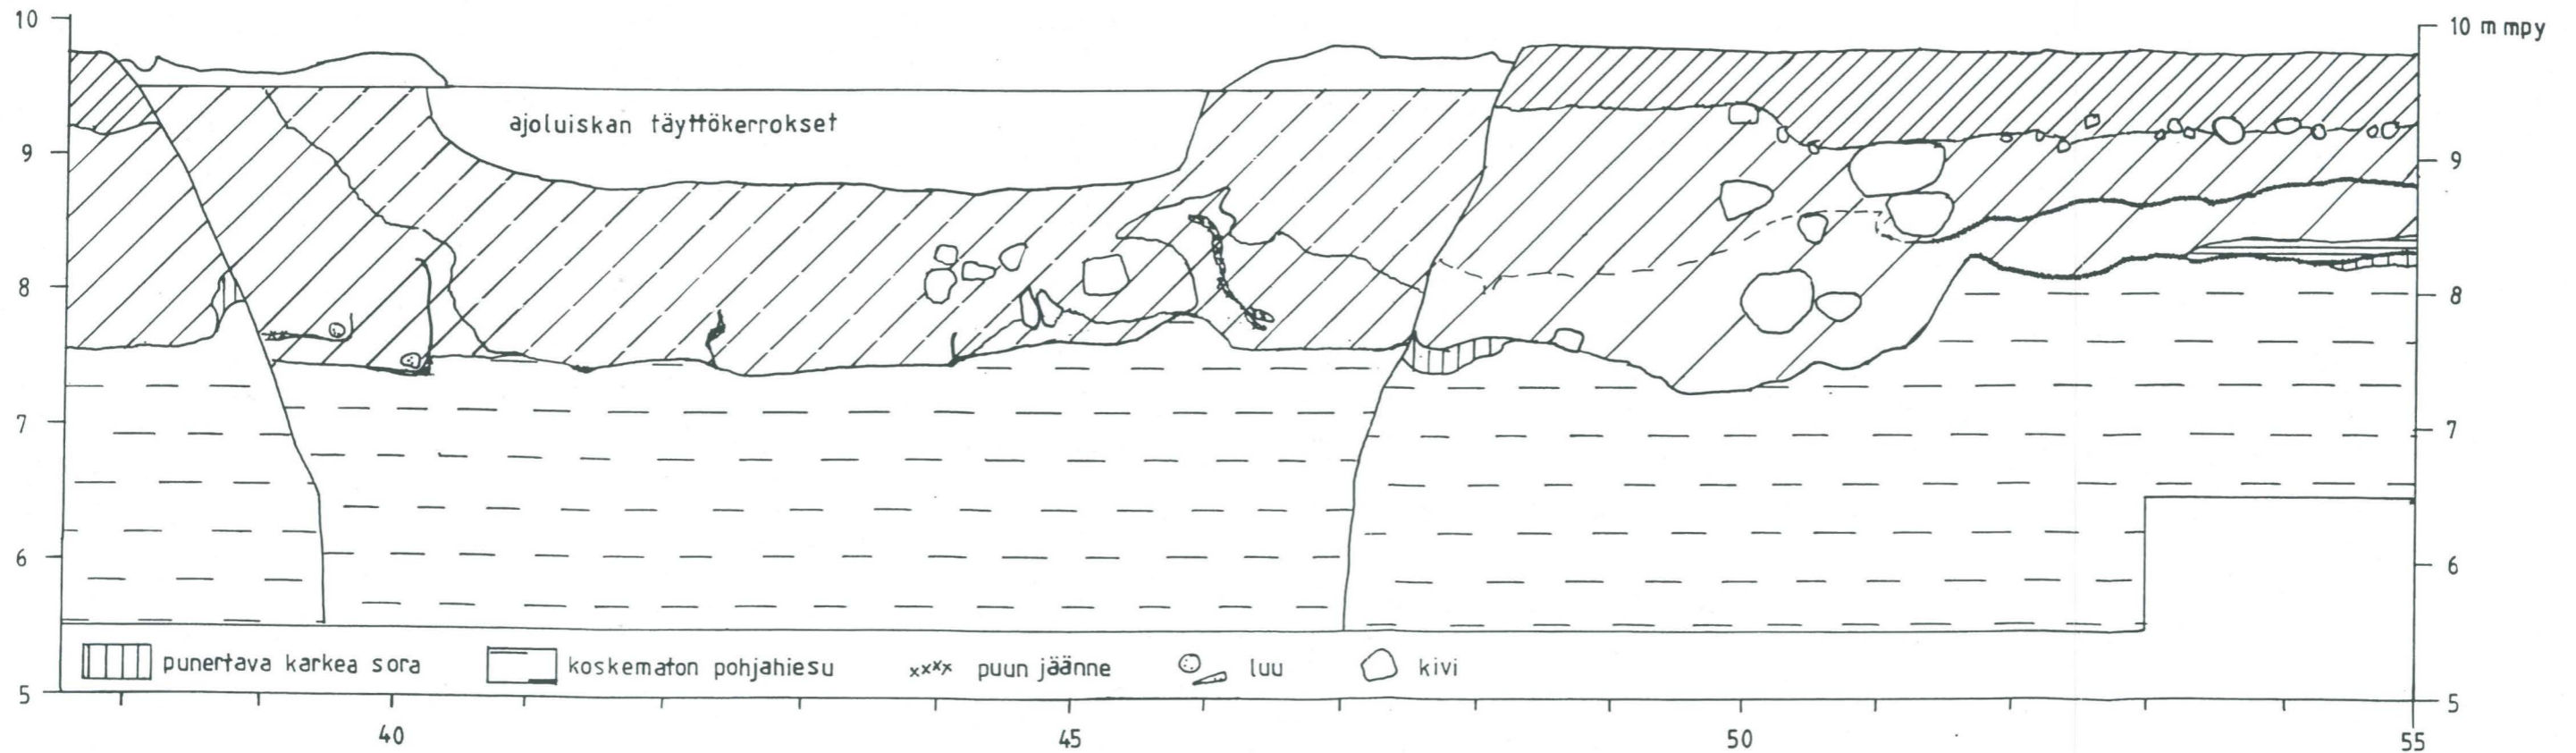 10
10 m mpy
ajoluiskan täyttökerrokset
9
9
8
8
7
7
6
6
punertava karkea sora
koskematon pohjahiesu
xxxx puun jäänne
luu
kivi
5
5
40
45
50
55